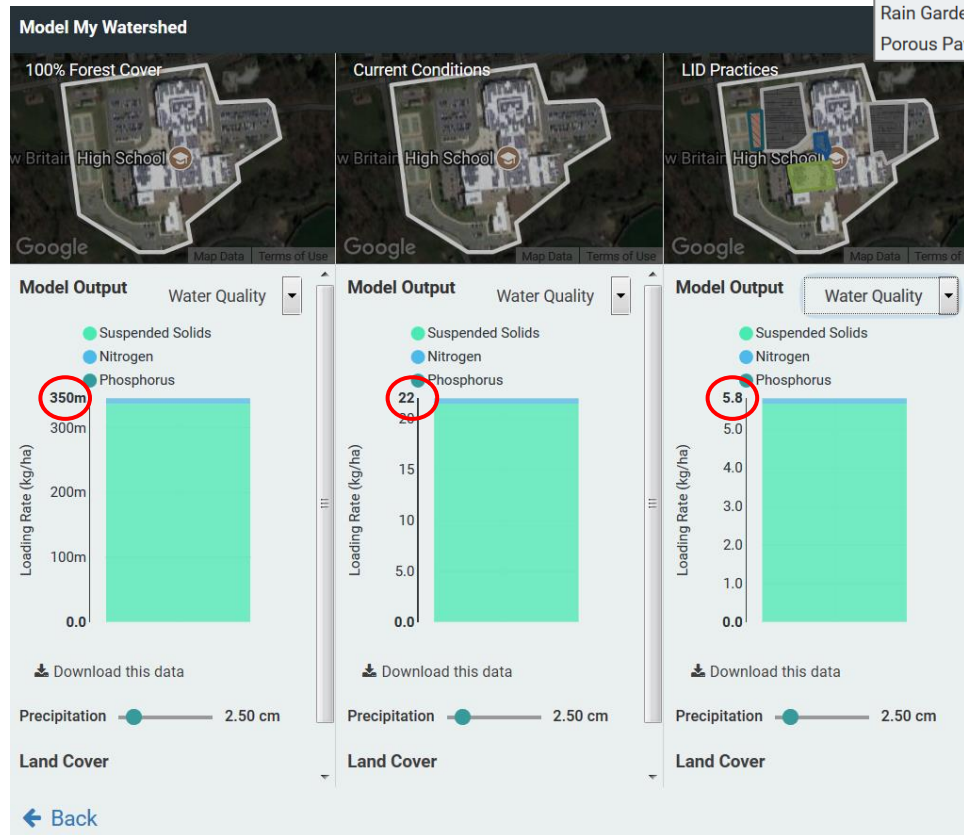 Rain Garde
Porous Pa
Model My Watershed
100% Forest Cover
w Britain High School
Google
Map Data Terms of Use
Model Output
Water Quality
Suspended Solids
Nitrogen
Phosphorus
350m
300m
200m
100m
0.0
Loading Rate (kg/ha)
Download this data
Precipitation 2.50 cm
Land Cover
Current Conditions
w Britain High School
Google
Map Data Terms of Use
Model Output
Water Quality
Suspended Solids
Nitrogen
Phosphorus
22
20
15
10
5.0
0.0
Loading Rate (kg/ha)
Download this data
Precipitation 2.50 cm
Land Cover
LID Practices
w Britain High School
Google
Map Data Terms of
Model Output
Water Quality
Suspended Solids
Nitrogen
Phosphorus
5.8
5.0
4.0
3.0
2.0
1.0
0.0
Loading Rate (kg/ha)
Download this data
Precipitation 2.50 cm
Land Cover
Back